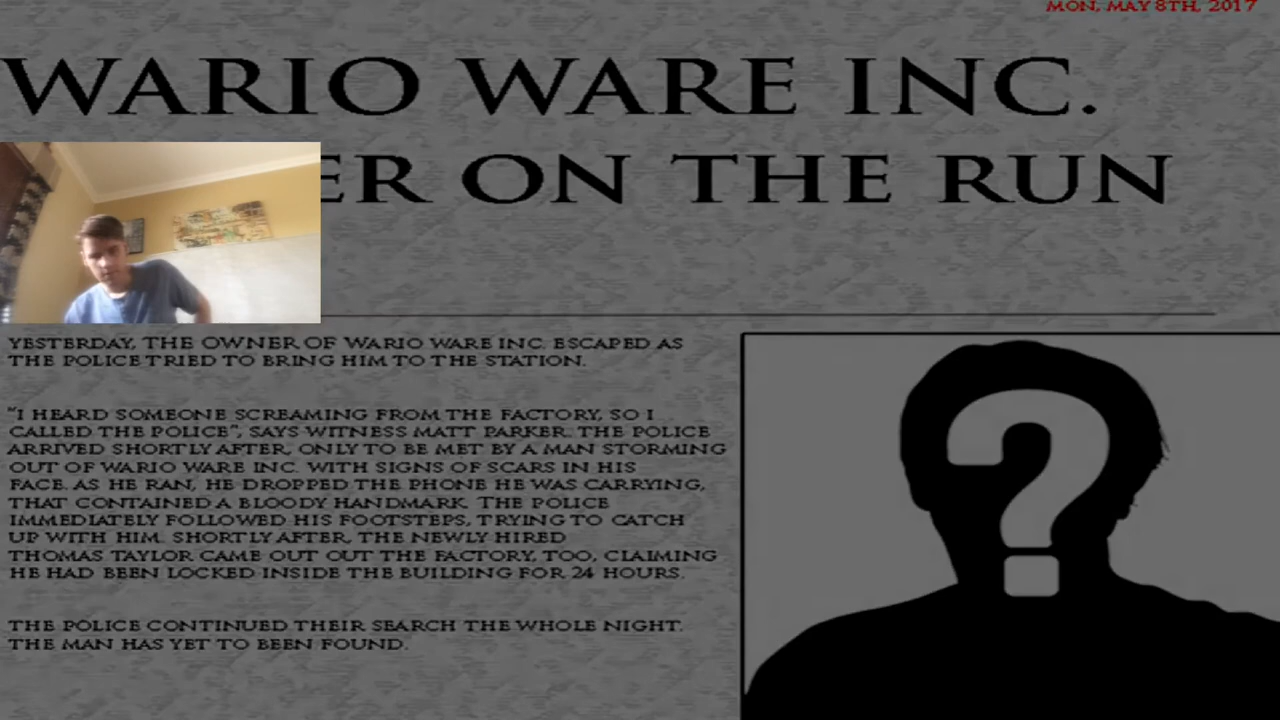 MON, MAY 8TH, 2017
WARIO WARE INC.
ER ON THE RUN
YESTERDAY, THE OWNER OF WARIO WARE INC. ESCAPED AS
THE POLICE TRIED TO BRING HIM TO THE STATION.
"I HEARD SOMEONE SCREAMING FROM THE FACTORY, SO I
CALLED THE POLICE", SAYS WITNESS MATT PARKER. THE POLICE
ARRIVED SHORTLY AFTER, ONLY TO BE MET BY A MAN STORMING
OUT OF WARIO WARE INC. WITH SIGNS OF SCARS IN HIS
FACE. AS HE RAN, HE DROPPED THE PHONE HE WAS CARRYING,
THAT CONTAINED A BLOODY HANDMARK. THE POLICE
IMMEDIATELY FOLLOWED HIS FOOTSTEPS, TRYING TO CATCH
UP WITH HIM. SHORTLY AFTER, THE NEWLY HIRED
THOMAS TAYLOR CAME OUT OUT THE FACTORY, TOO, CLAIMING
HE HAD BEEN LOCKED INSIDE THE BUILDING FOR 24 HOURS.
THE POLICE CONTINUED THEIR SEARCH THE WHOLE NIGHT.
THE MAN HAS YET TO BEEN FOUND.
?